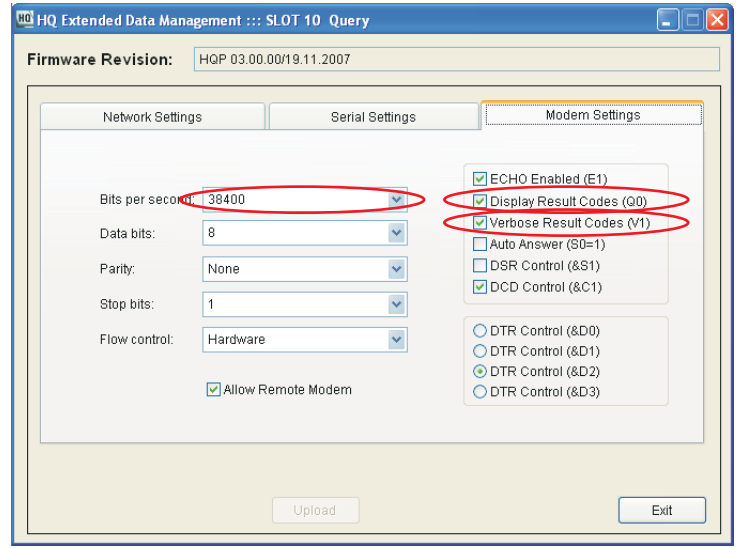 HQ HQ Extended Data Management ::: SLOT 10 Query
Firmware Revision: HQP 03.00.00/19.11.2007
Network Settings Serial Settings Modem Settings
Bits per second: 38400
Data bits: 8
Parity: None
Stop bits: 1
Flow control: Hardware
Allow Remote Modem
ECHO Enabled (E1)
Display Result Codes (Q0)
Verbose Result Codes (V1)
Auto Answer (S0=1)
DSR Control (&S1)
DCD Control (&C1)
DTR Control (&D0)
DTR Control (&D1)
DTR Control (&D2)
DTR Control (&D3)
Upload Exit